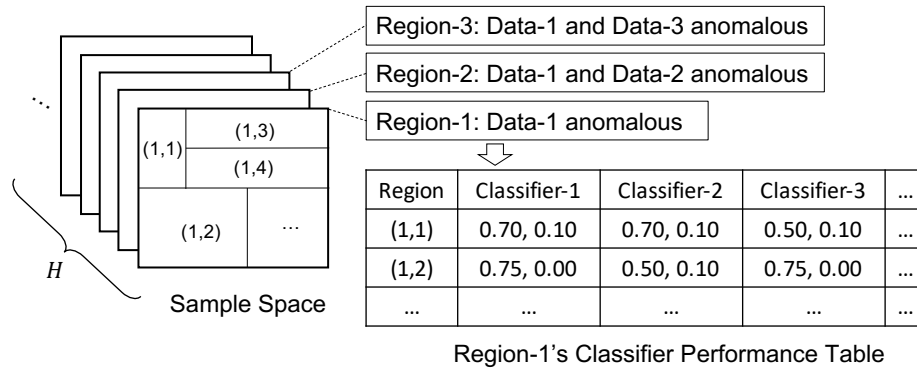 Region-3: Data-1 and Data-3 anomalous
Region-2: Data-1 and Data-2 anomalous
Region-1: Data-1 anomalous
...
(1,1)
(1,3)
(1,4)
(1,2)
...
H
Sample Space
Region Classifier-1 Classifier-2 Classifier-3 ...
(1,1) 0.70, 0.10 0.70, 0.10 0.50, 0.10 ...
(1,2) 0.75, 0.00 0.50, 0.10 0.75, 0.00 ...
... ... ... ... ...
Region-1's Classifier Performance Table